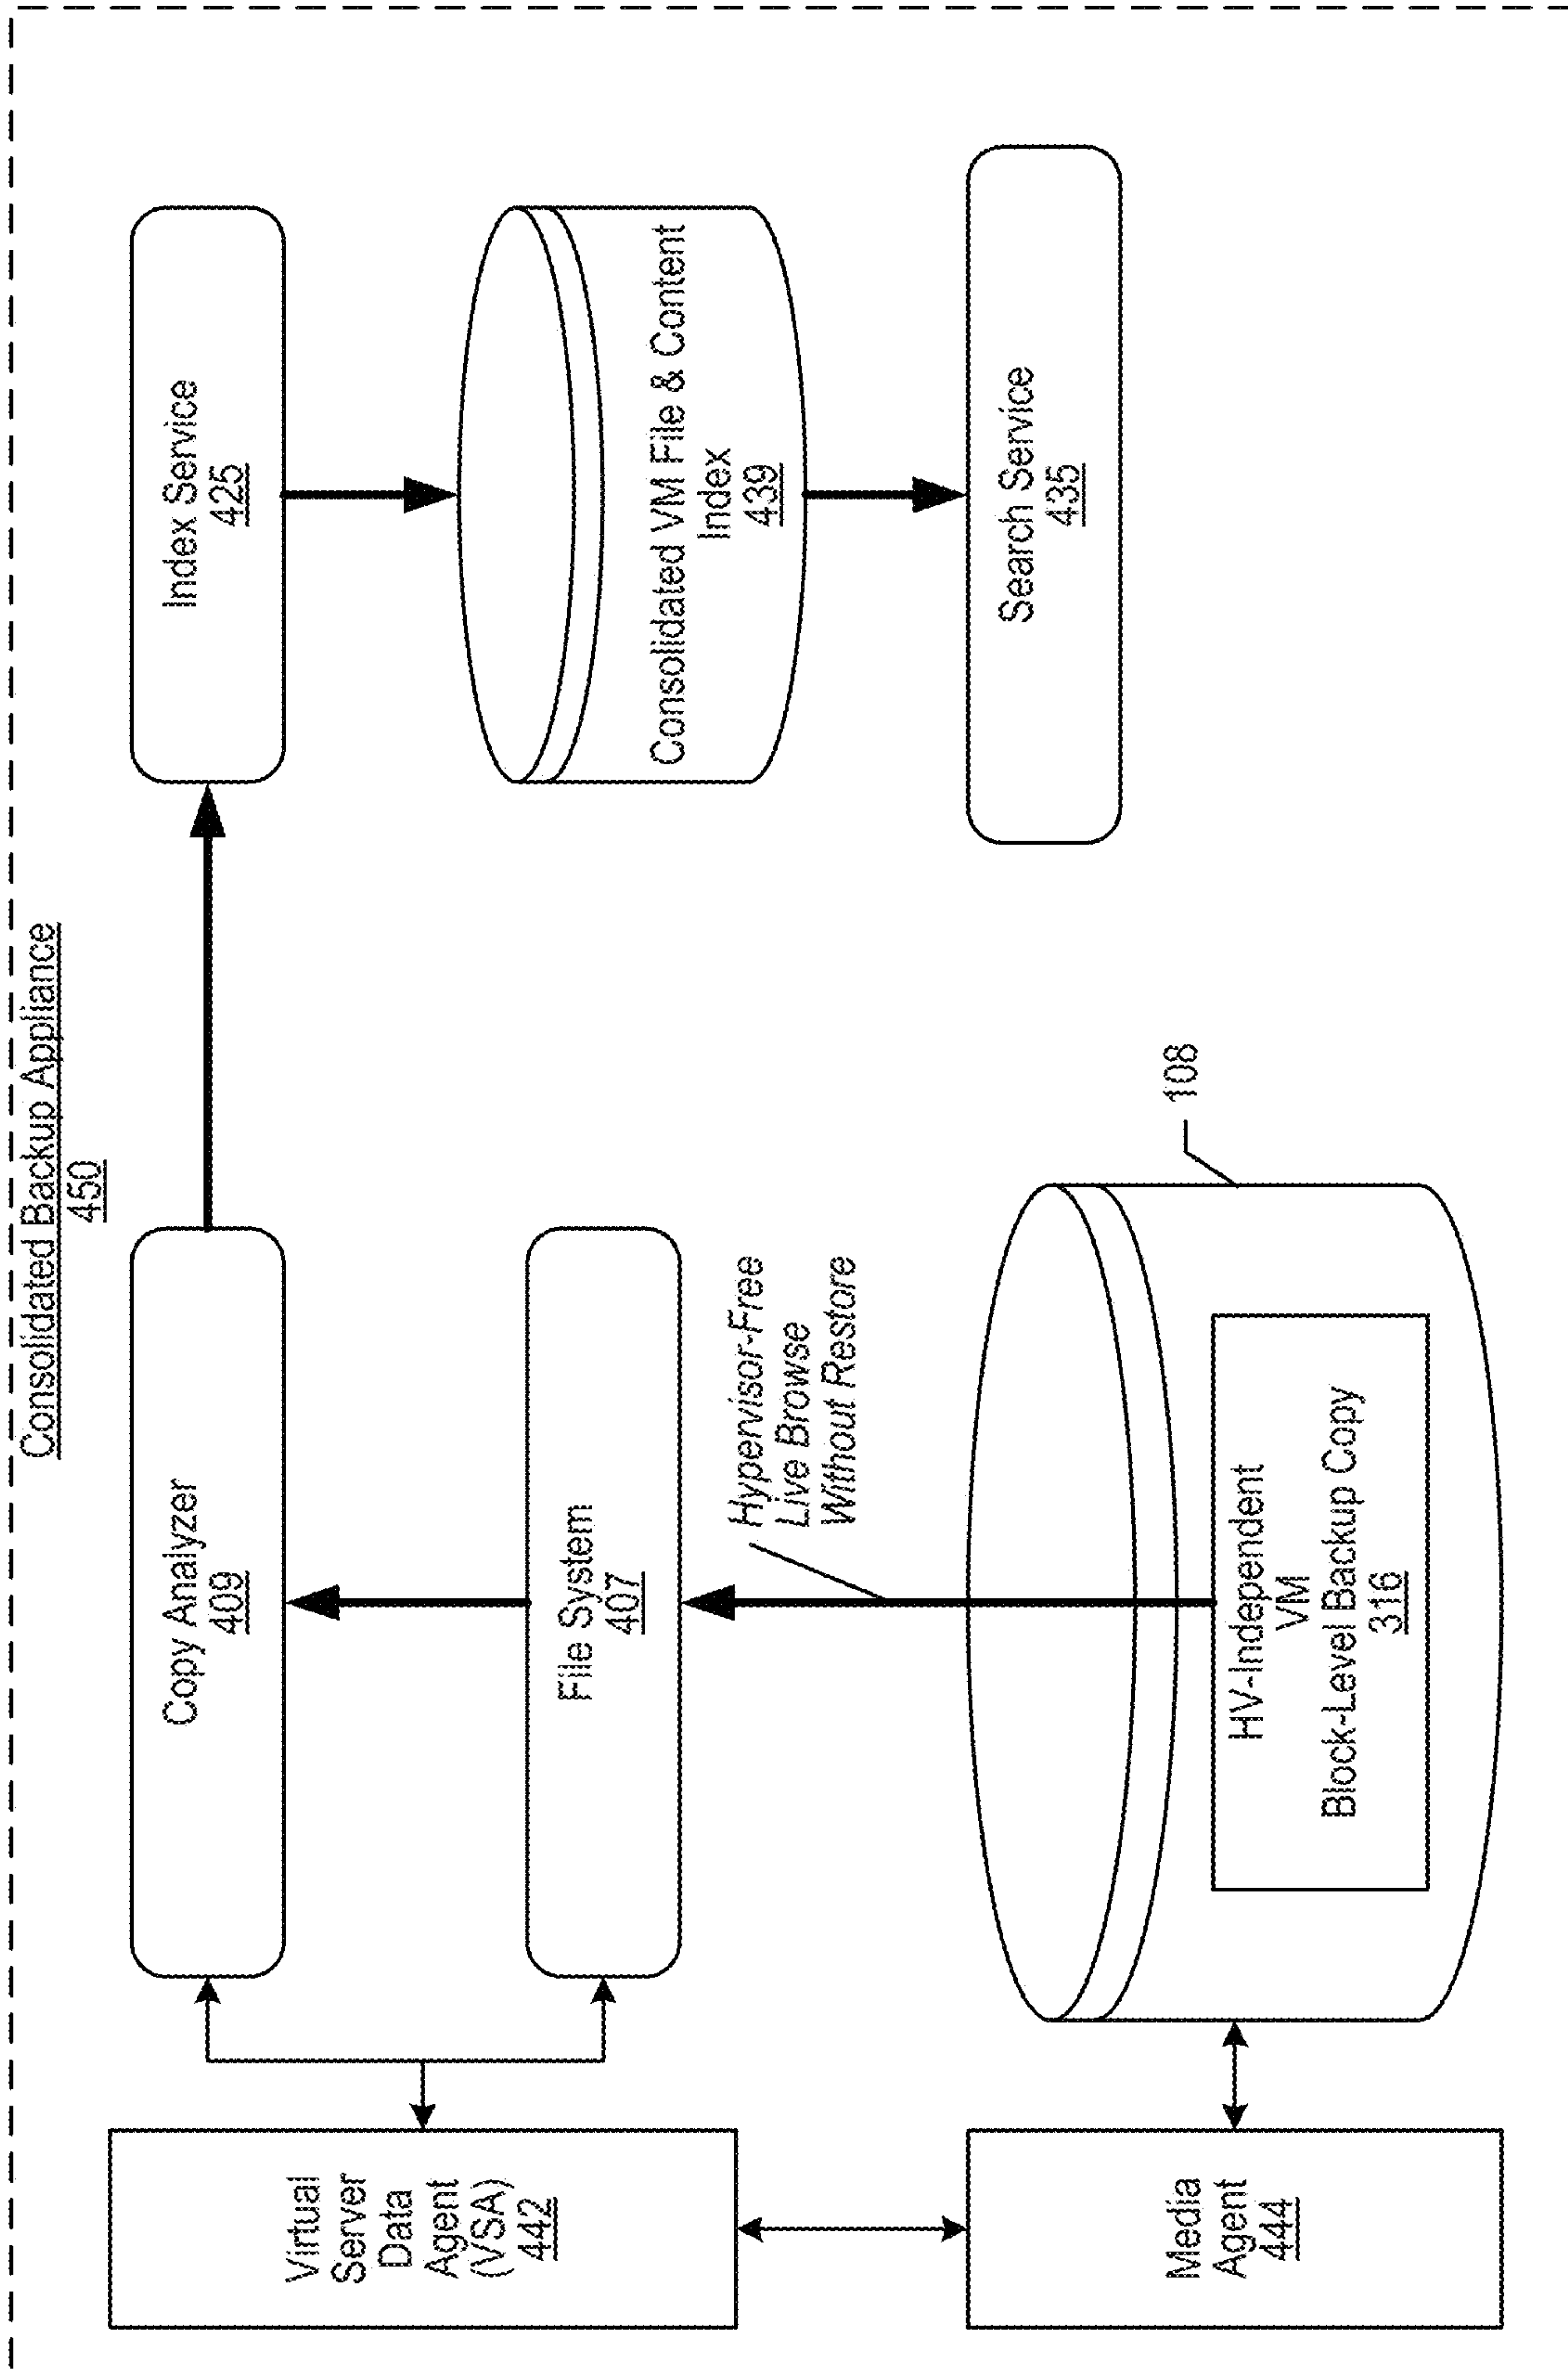 Consolidated Backup Appliance
450
Virtual
Server
Data
Agent
(VSA)
442
Copy Analyzer
409
Index Service
425
File System
407
Consolidated VM File & Content
Index
439
Hypervisor-Free
Live Browse
Without Restore
Media
Agent
444
HV-Independent
VM
Block-Level Backup Copy
316
108
Search Service
435